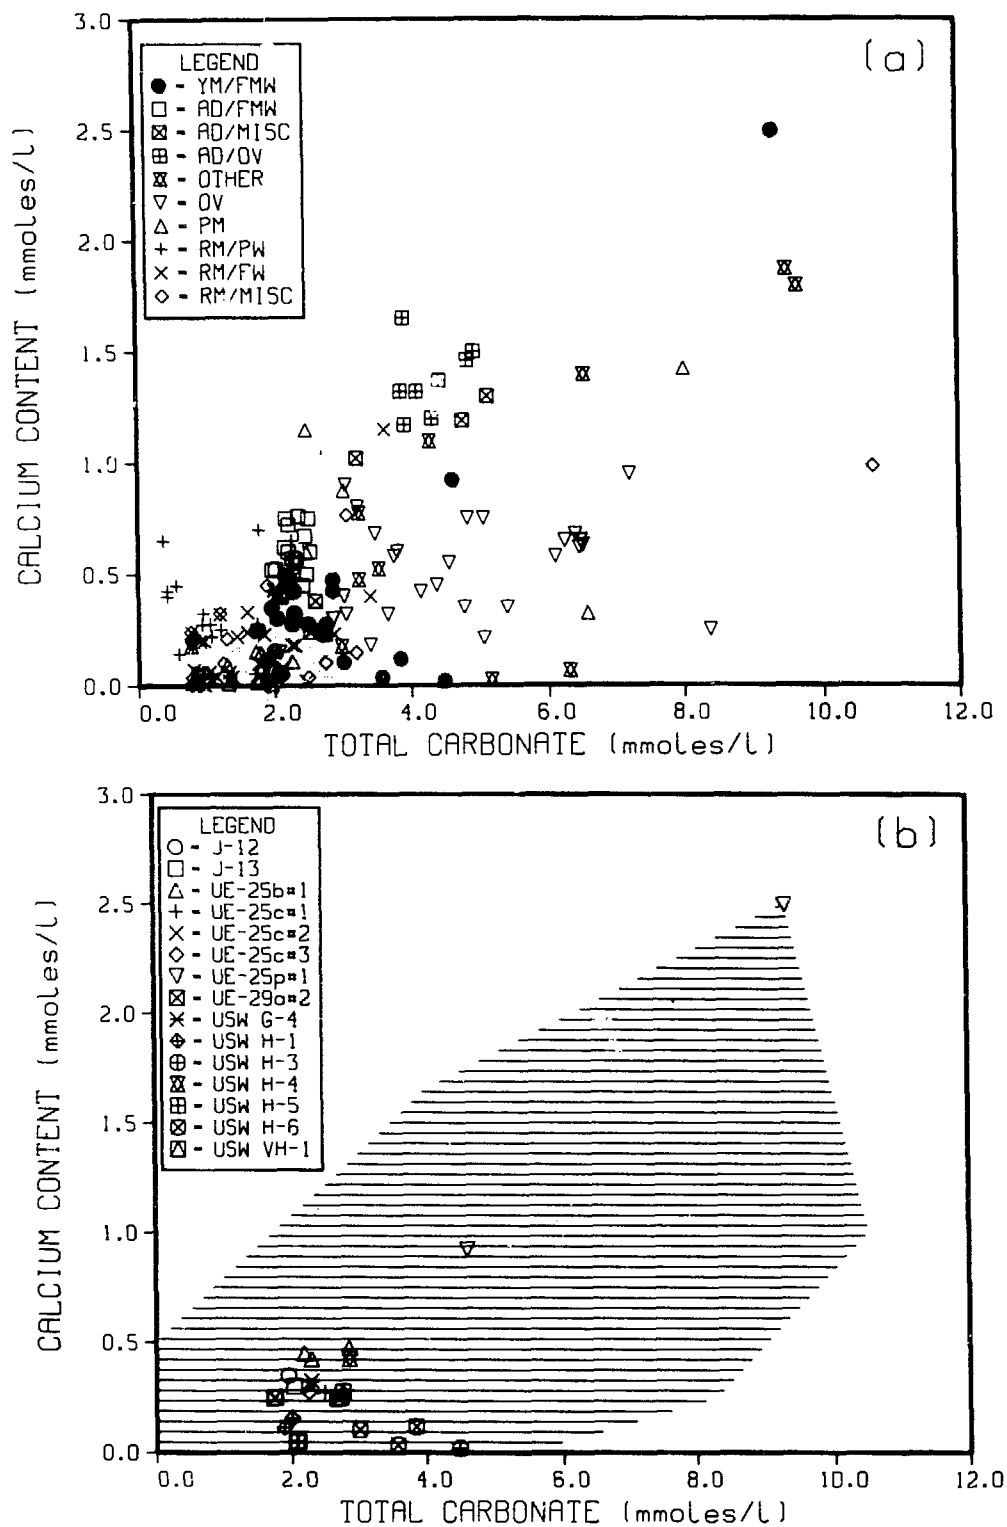 (a)
3.0
2.5
2.0
1.5
1.0
0.5
0.0
CALCIUM CONTENT (mmoles/l)
LEGEND
- YM/FMW
- AD/FMW
- AD/MISC
- AD/OV
- OTHER
- OV
- PM
- RM/PW
- RM/FW
- RM/MISC
0.0 2.0 4.0 6.0 8.0 10.0 12.0
TOTAL CARBONATE (mmoles/l)
(b)
3.0
2.5
2.0
1.5
1.0
0.5
0.0
CALCIUM CONTENT (mmoles/l)
LEGEND
- J-12
- J-13
- UE-25b#1
- UE-25c#1
- UE-25c#2
- UE-25c#3
- UE-25p#1
- UE-29a#2
- USW G-4
- USW H-1
- USW H-3
- USW H-4
- USW H-5
- USW H-6
- USW VH-1
0.0 2.0 4.0 6.0 8.0 10.0 12.0
TOTAL CARBONATE (mmoles/l)